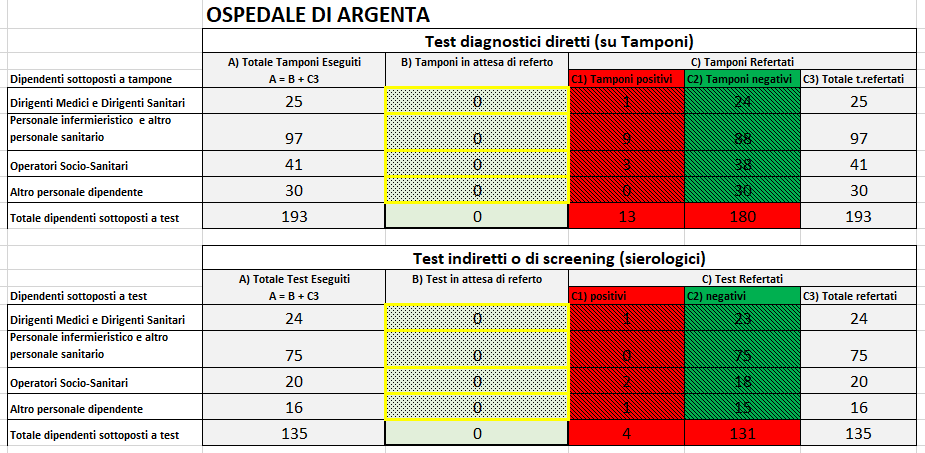 OSPEDALE DI ARGENTA
Test diagnostici diretti (su Tamponi)
A) Totale Tamponi Eseguiti B) Tamponi in attesa di referto C) Tamponi Refertati
Dipendenti sottoposti a tampone A = B + C3 C1) Tamponi positivi C2) Tamponi negativi C3) Totale t.refertati
Dirigenti Medici e Dirigenti Sanitari 25 0 1 24 25
Personale infermieristico e altro
personale sanitario 97 0 9 88 97
Operatori Socio-Sanitari 41 0 3 38 41
Altro personale dipendente 30 0 0 30 30
Totale dipendenti sottoposti a test 193 0 13 180 193
Test indiretti o di screening (sierologici)
A) Totale Test Eseguiti B) Test in attesa di referto C) Test Refertati
Dipendenti sottoposti a test A = B + C3 C1) positivi C2) negativi C3) Totale refertati
Dirigenti Medici e Dirigenti Sanitari 24 0 1 23 24
Personale infermieristico e altro
personale sanitario 75 0 0 75 75
Operatori Socio-Sanitari 20 0 2 18 20
Altro personale dipendente 16 0 1 15 16
Totale dipendenti sottoposti a test 135 0 4 131 135